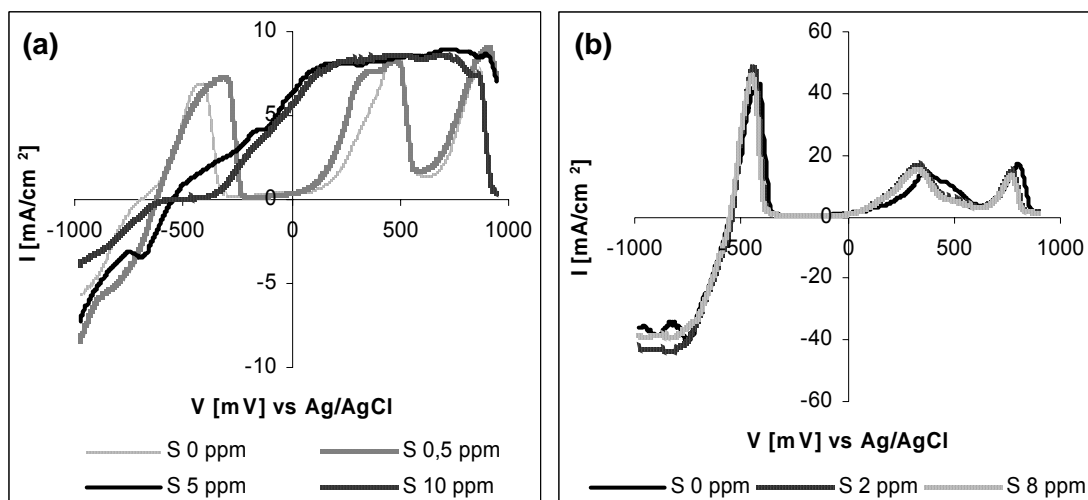 (a)
10
5
0
-5
-10
-1000 -500 0 500 1000
I [mA/cm 2]
V [mV] vs Ag/AgCl
S 0 ppm S 0,5 ppm
S 5 ppm S 10 ppm
(b)
60
40
20
0
-20
-40
-60
-1000 -500 0 500 1000
I [mA/cm 2]
V [mV] vs Ag/AgCl
S 0 ppm S 2 ppm S 8 ppm